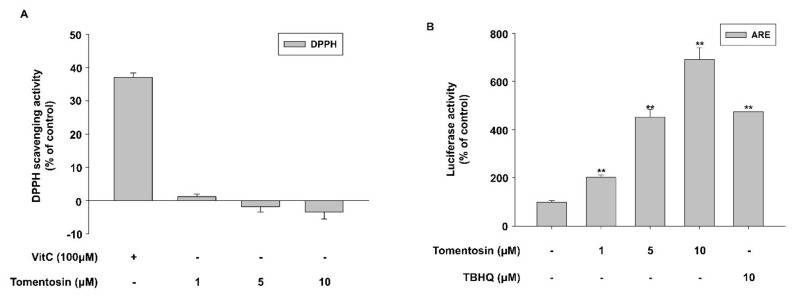 A
DPPH
DPPH scavenging activity
(% of control)
50
40
30
20
10
0
-10
VitC (100µM) + - - -
Tomentosin (µM) - 1 5 10
B
ARE
Luciferase activity
(% of control)
800
600
400
200
0
** ** ** **
Tomentosin (µM) - 1 5 10 -
TBHQ (µM) - - - - 10